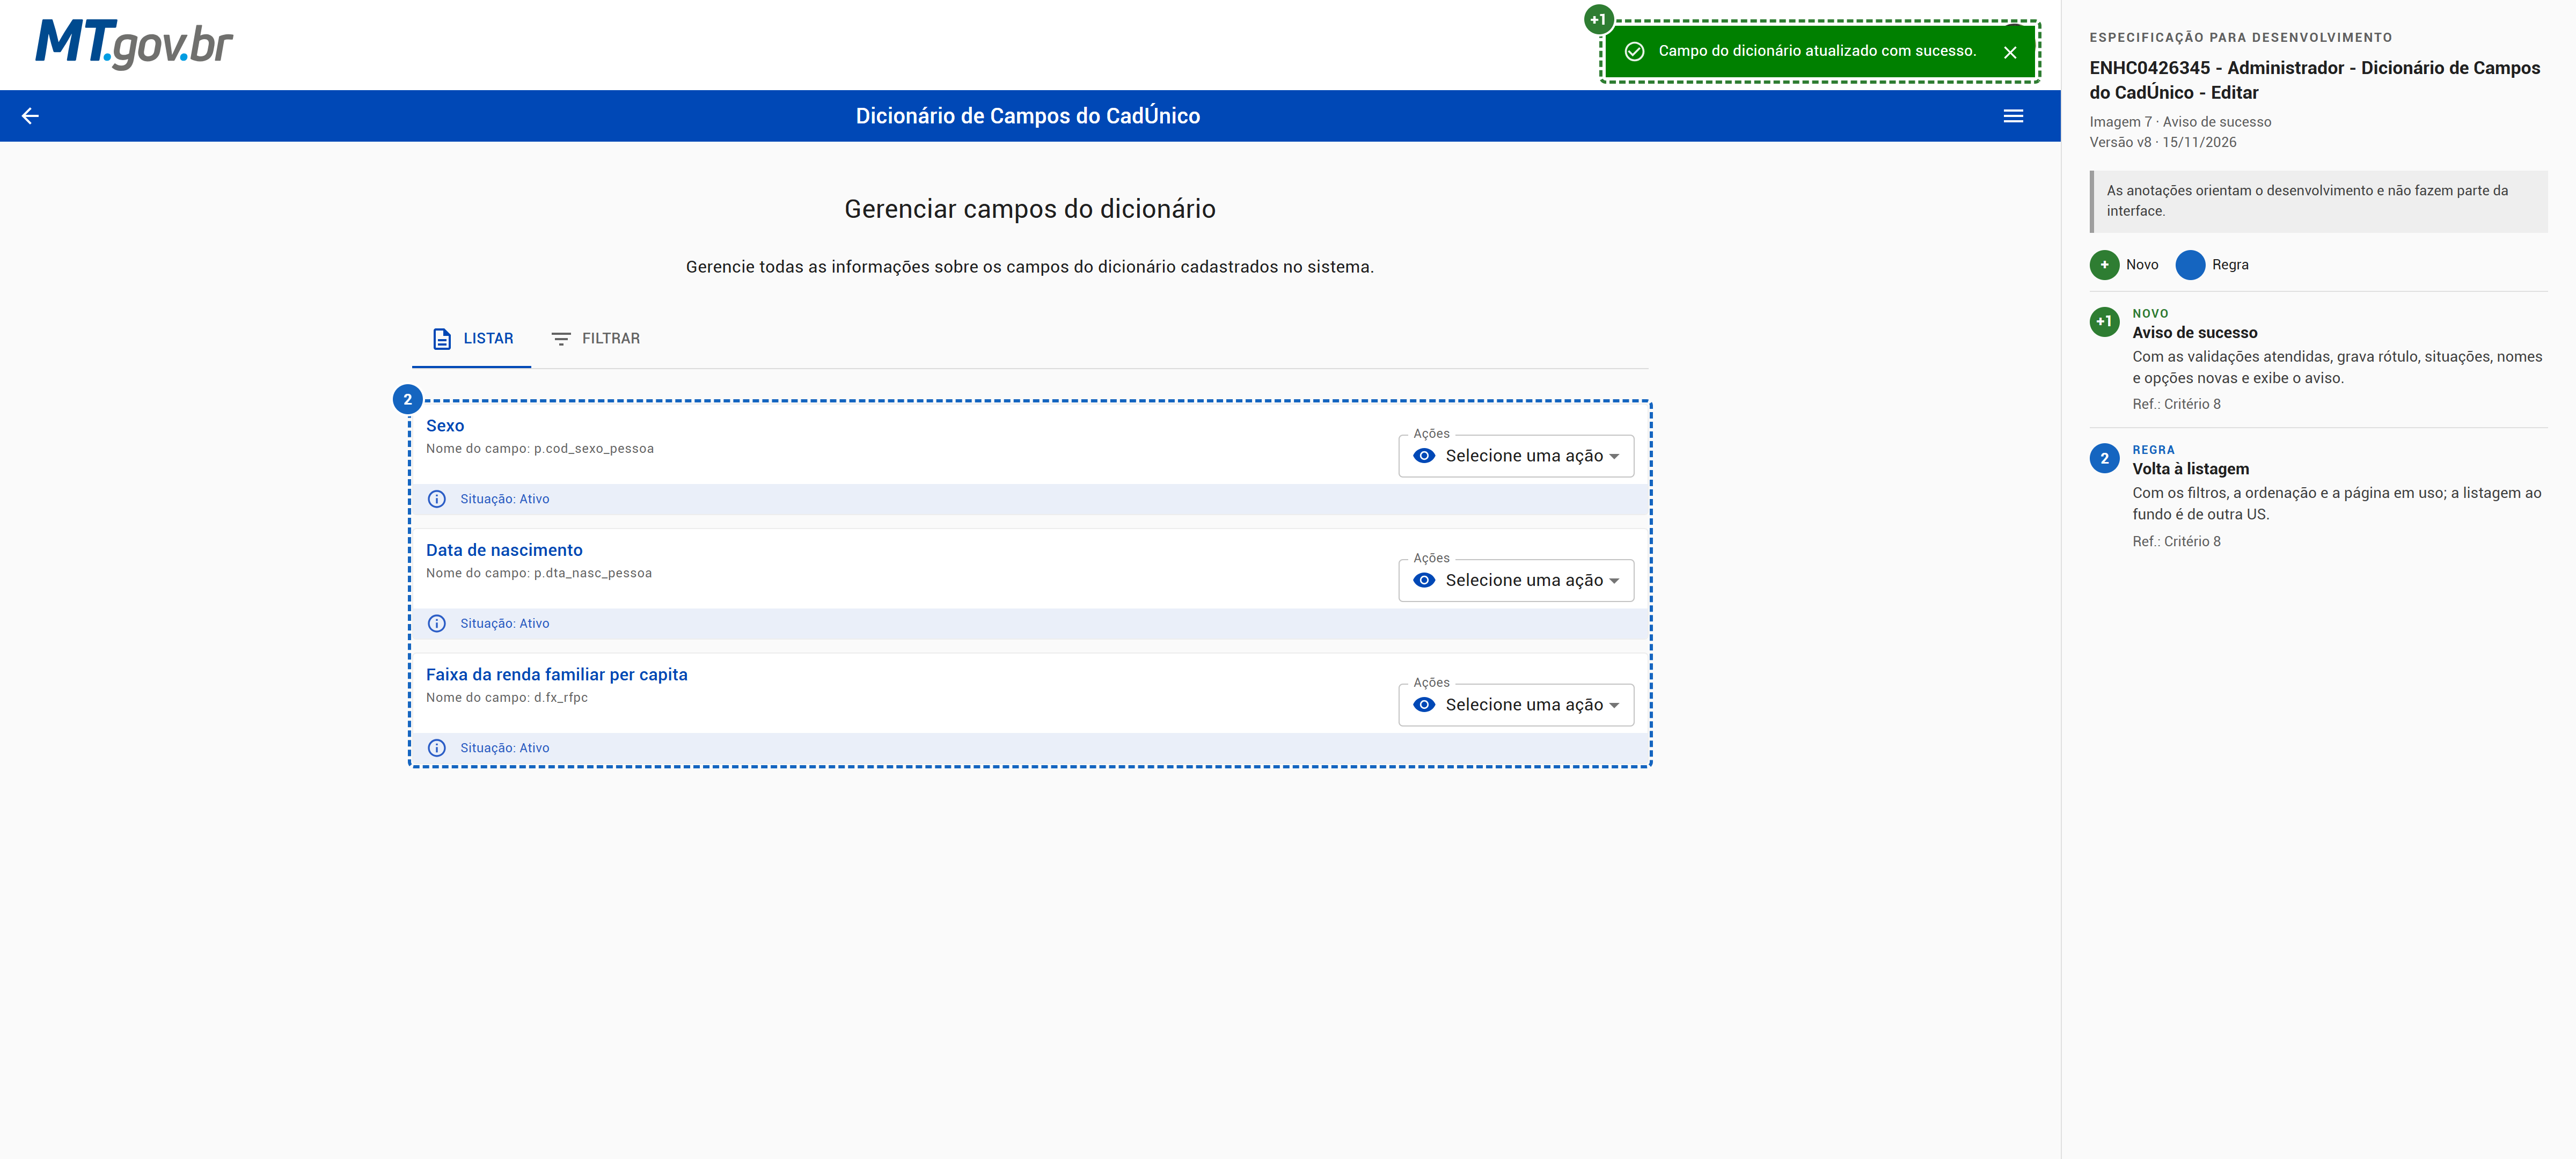 MT.gov.br
+1
Campo do dicionário atualizado com sucesso.
Dicionário de Campos do CadÚnico
Gerenciar campos do dicionário
Gerencie todas as informações sobre os campos do dicionário cadastrados no sistema.
LISTAR
FILTRAR
2
Sexo
Nome do campo: p.cod_sexo_pessoa
Ações
Selecione uma ação
Situação: Ativo
Data de nascimento
Nome do campo: p.dta_nasc_pessoa
Ações
Selecione uma ação
Situação: Ativo
Faixa da renda familiar per capita
Nome do campo: d.fx_rfpc
Ações
Selecione uma ação
Situação: Ativo
ESPECIFICAÇÃO PARA DESENVOLVIMENTO
ENHC0426345 - Administrador - Dicionário de Campos
do CadÚnico - Editar
Imagem 7 · Aviso de sucesso
Versão v8 · 15/11/2026
As anotações orientam o desenvolvimento e não fazem parte da
interface.
+ Novo
Regra
+1
NOVO
Aviso de sucesso
Com as validações atendidas, grava rótulo, situações, nomes
e opções novas e exibe o aviso.
Ref.: Critério 8
2
REGRA
Volta à listagem
Com os filtros, a ordenação e a página em uso; a listagem ao
fundo é de outra US.
Ref.: Critério 8